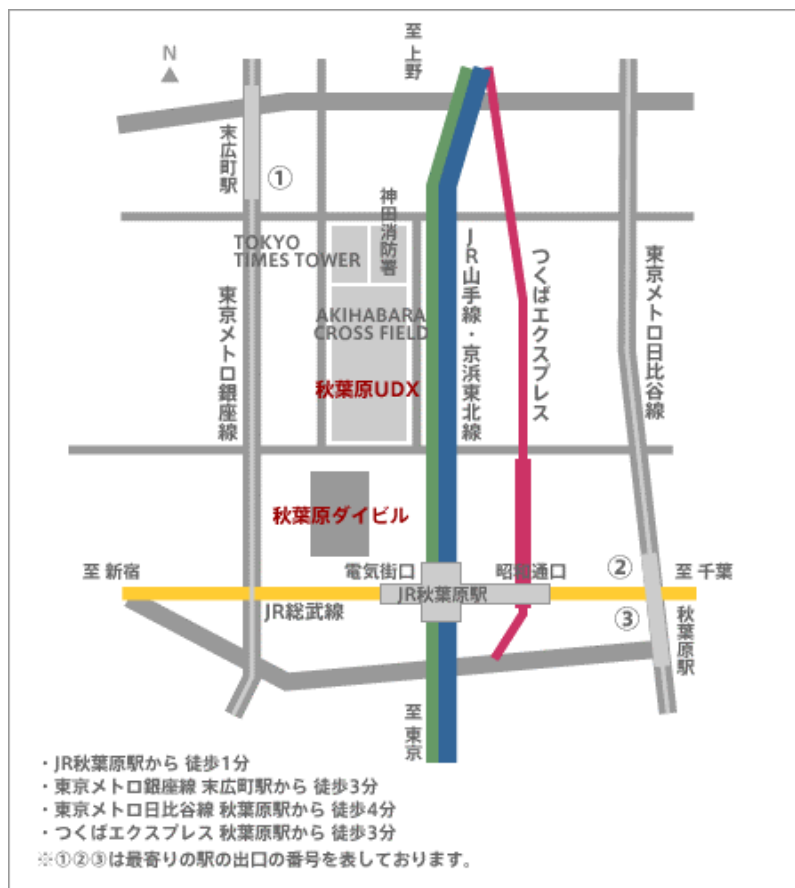 N
至 上野
末広町駅
①
神田消防署
TOKYO
TIMES TOWER
AKIHABARA
CROSS FIELD
東京メトロ銀座線
JR山手線・京浜東北線
つくばエクスプレス
東京メトロ日比谷線
秋葉原UDX
秋葉原ダイビル
至 新宿
電気街口
昭和通口
②
至 千葉
JR秋葉原駅
JR総武線
③
秋葉原駅
至 東京
・JR秋葉原駅から 徒歩1分
・東京メトロ銀座線 末広町駅から 徒歩3分
・東京メトロ日比谷線 秋葉原駅から 徒歩4分
・つくばエクスプレス 秋葉原駅から 徒歩3分
※①②③は最寄りの駅の出口の番号を表しております。